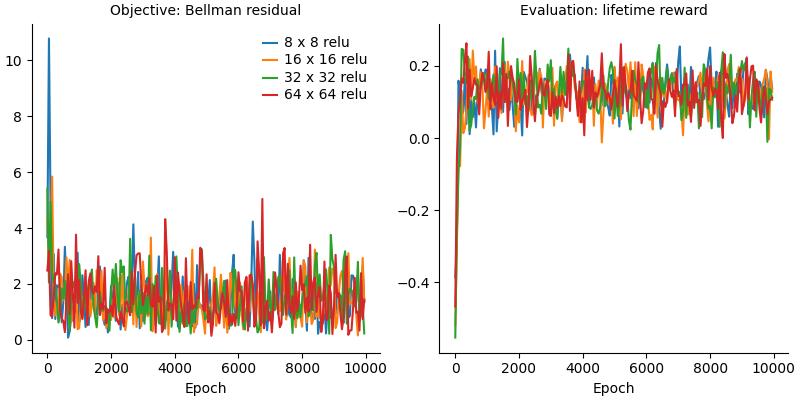 Objective: Bellman residual
10
8
6
4
2
0
8 x 8 relu
16 x 16 relu
32 x 32 relu
64 x 64 relu
0 2000 4000 6000 8000 10000
Epoch
Evaluation: lifetime reward
0.2
0.0
−0.2
−0.4
0 2000 4000 6000 8000 10000
Epoch